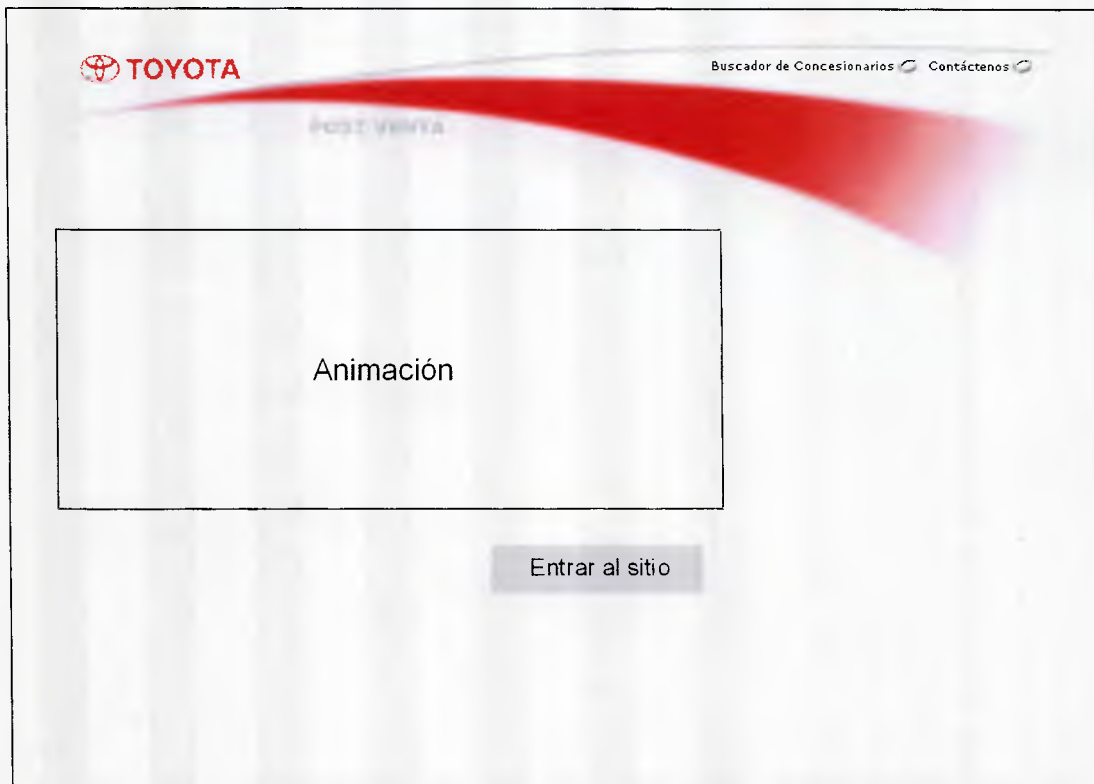 TOYOTA
Buscador de Concesionarios Contáctenos
POST VENTA
Animación
Entrar al sitio